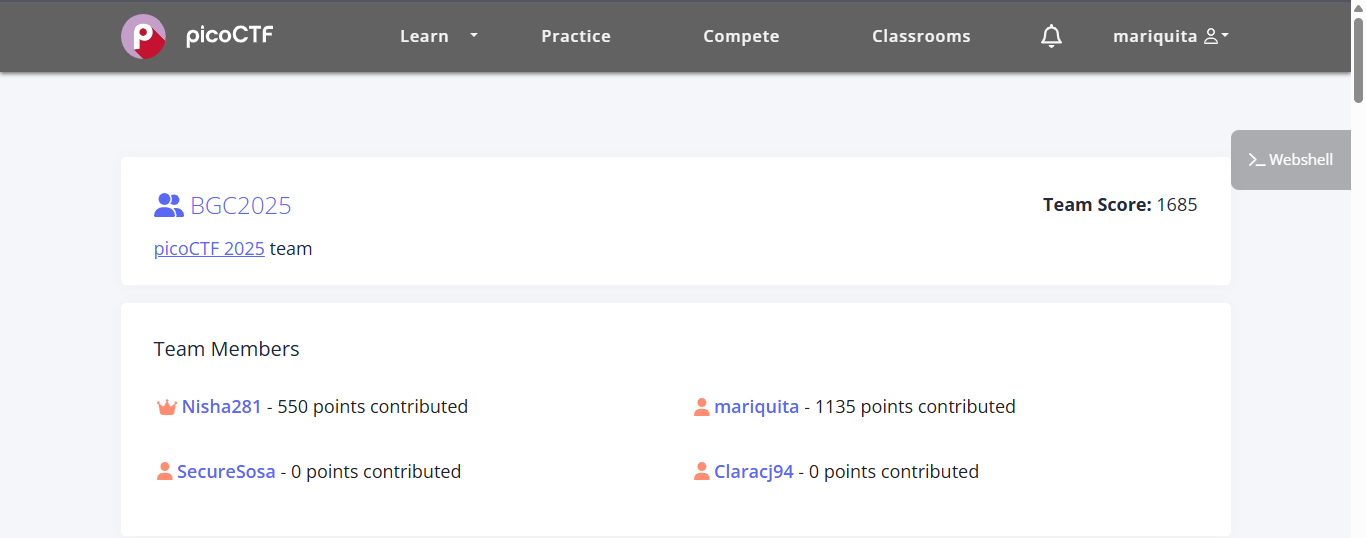 picoCTF Learn Practice Compete Classrooms mariquita
Webshell
BGC2025 Team Score: 1685
picoCTF 2025 team
Team Members
Nisha281 - 550 points contributed mariquita - 1135 points contributed
SecureSosa - 0 points contributed Claracj94 - 0 points contributed